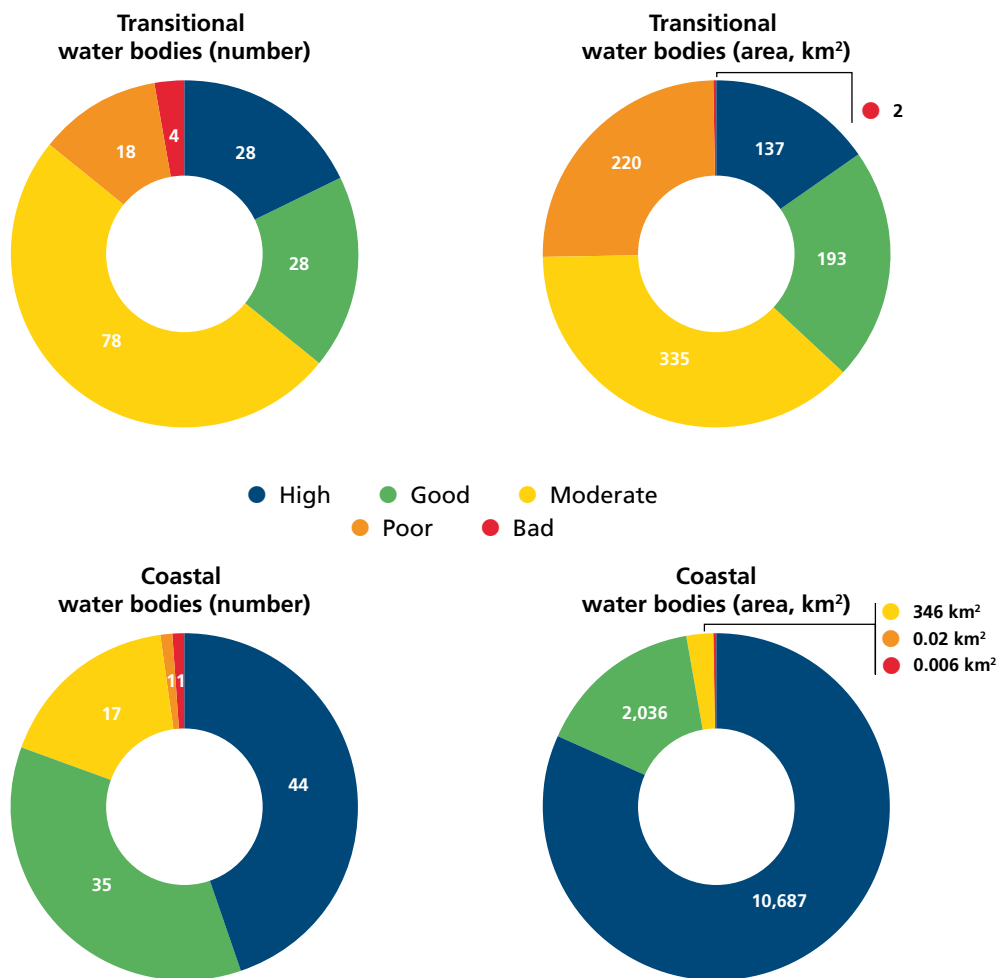 Transitional
water bodies (number)
4
18
28
28
78
Transitional
water bodies (area, km²)
2
137
220
193
335
High
Good
Moderate
Poor
Bad
Coastal
water bodies (number)
11
17
44
35
Coastal
water bodies (area, km²)
346 km²
0.02 km²
0.006 km²
2,036
10,687